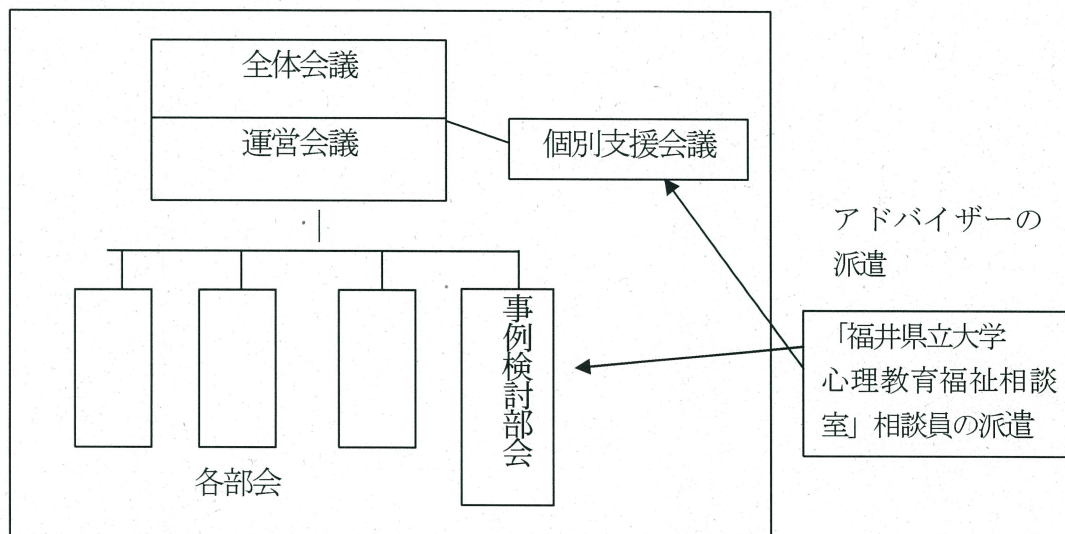 全体会議
運営会議
個別支援会議
アドバイザーの
派遣
事例検討部会
「福井県立大学
心理教育福祉相談
室」相談員の派遣
各部会